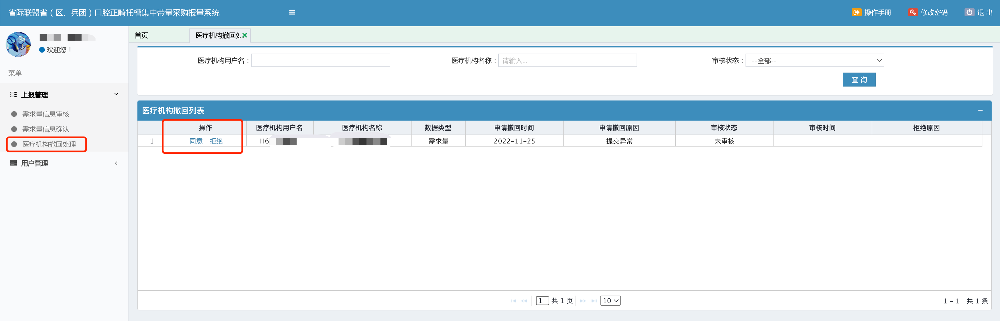 省际联盟省（区、兵团）口腔正畸托槽集中带量采购报量系统
操作手册 修改密码 退 出
欢迎您！
菜单
上报管理
需求量信息审核
需求量信息确认
医疗机构撤回处理
用户管理
首页 医疗机构撤回处..
医疗机构用户名： 医疗机构名称： 请输入... 审核状态： --全部--
查 询
医疗机构撤回列表
操作 医疗机构用户名 医疗机构名称 数据类型 申请撤回时间 申请撤回原因 审核状态 审核时间 拒绝原因
1 同意 拒绝 H6 需求量 2022-11-25 提交异常 未审核
1 共 1 页 10
1 - 1 共 1 条